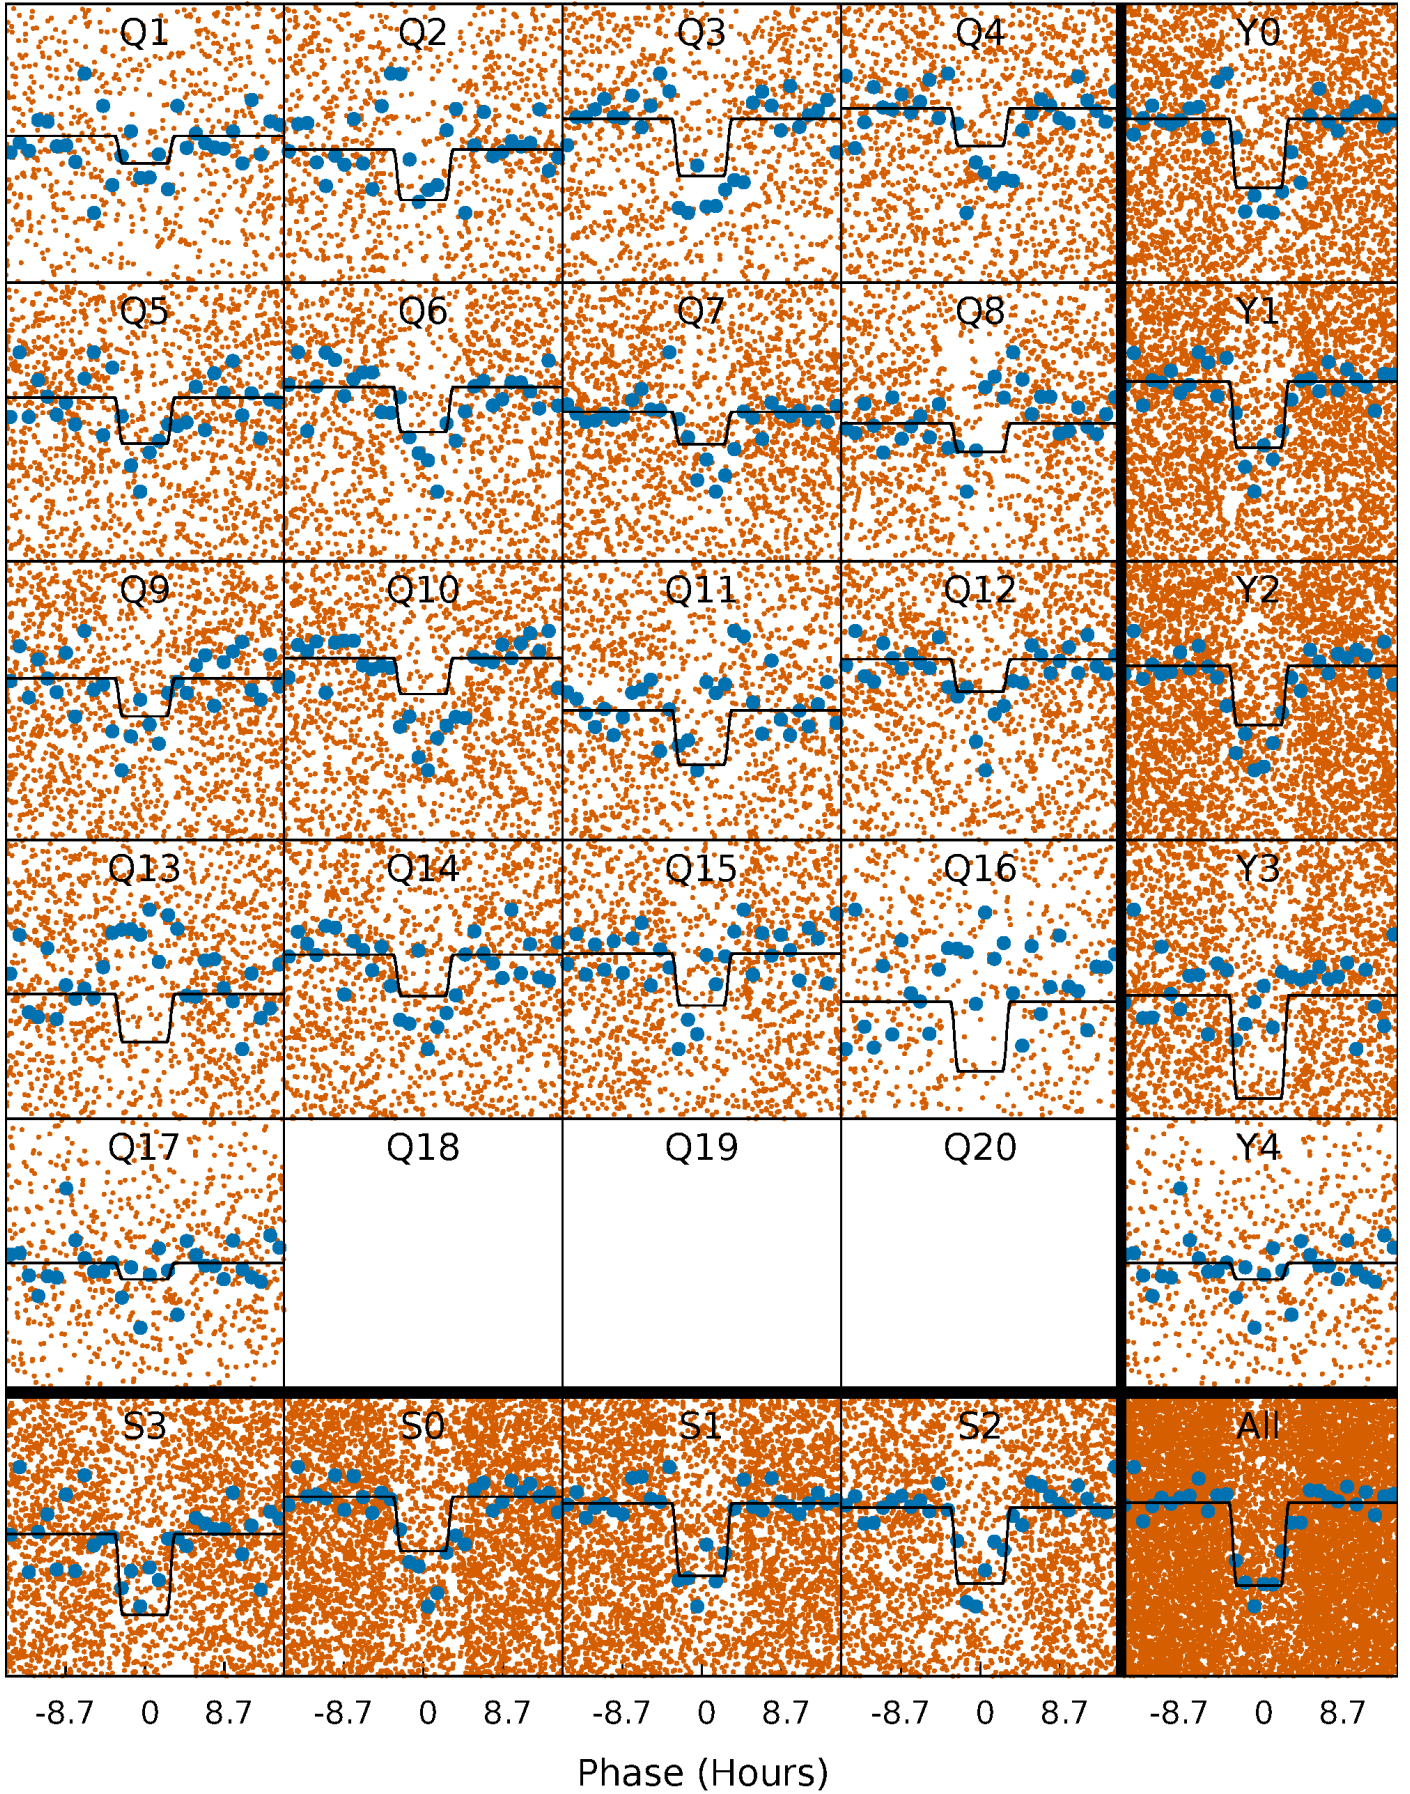 Q1 Q2 Q3 Q4 Y0
Q5 Q6 Q7 Q8 Y1
Q9 Q10 Q11 Q12 Y2
Q13 Q14 Q15 Q16 Y3
Q17 Q18 Q19 Q20 Y4
S3 S0 S1 S2 All
-8.7 0 8.7 -8.7 0 8.7 -8.7 0 8.7 -8.7 0 8.7 -8.7 0 8.7
Phase (Hours)